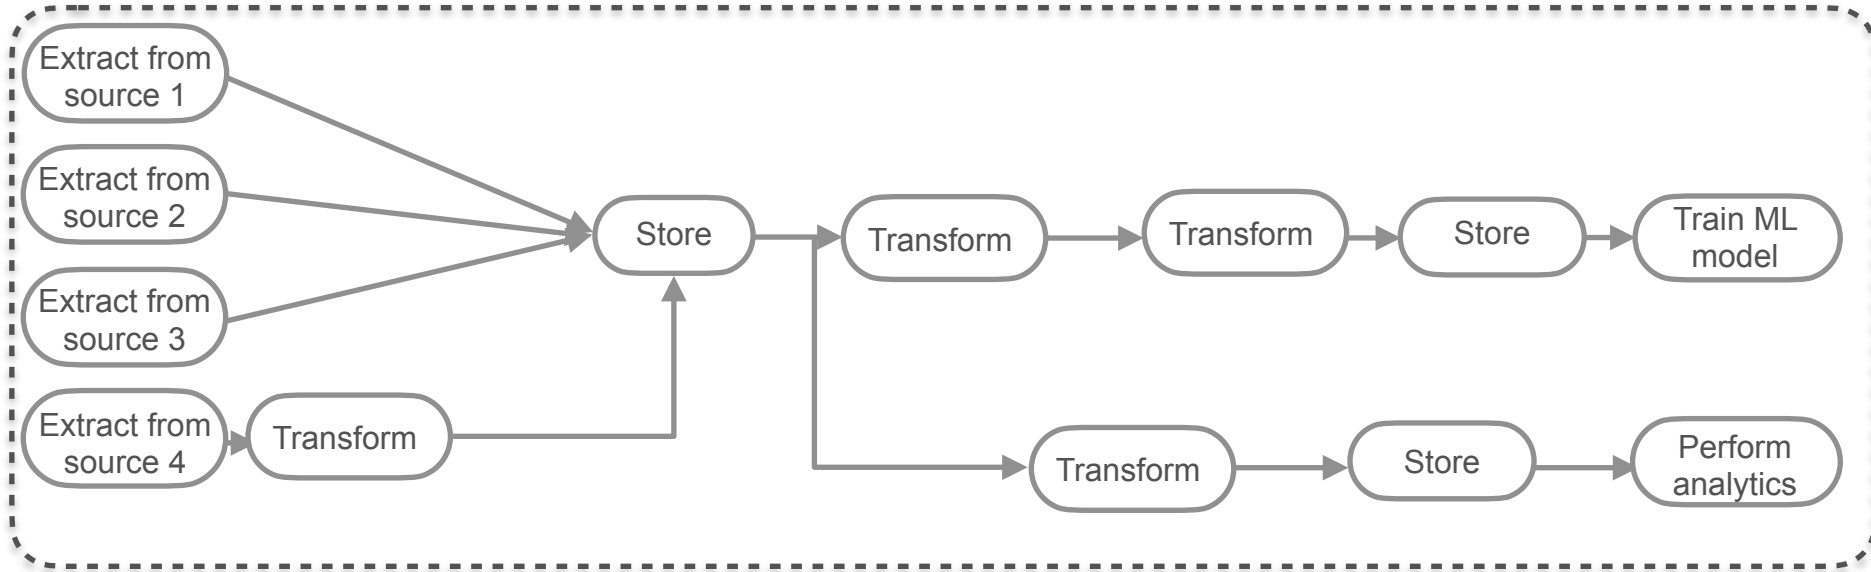 Extract from
source 1
Extract from
source 2
Extract from
source 3
Extract from
source 4
Transform
Store
Transform
Transform
Store
Train ML
model
Transform
Store
Perform
analytics